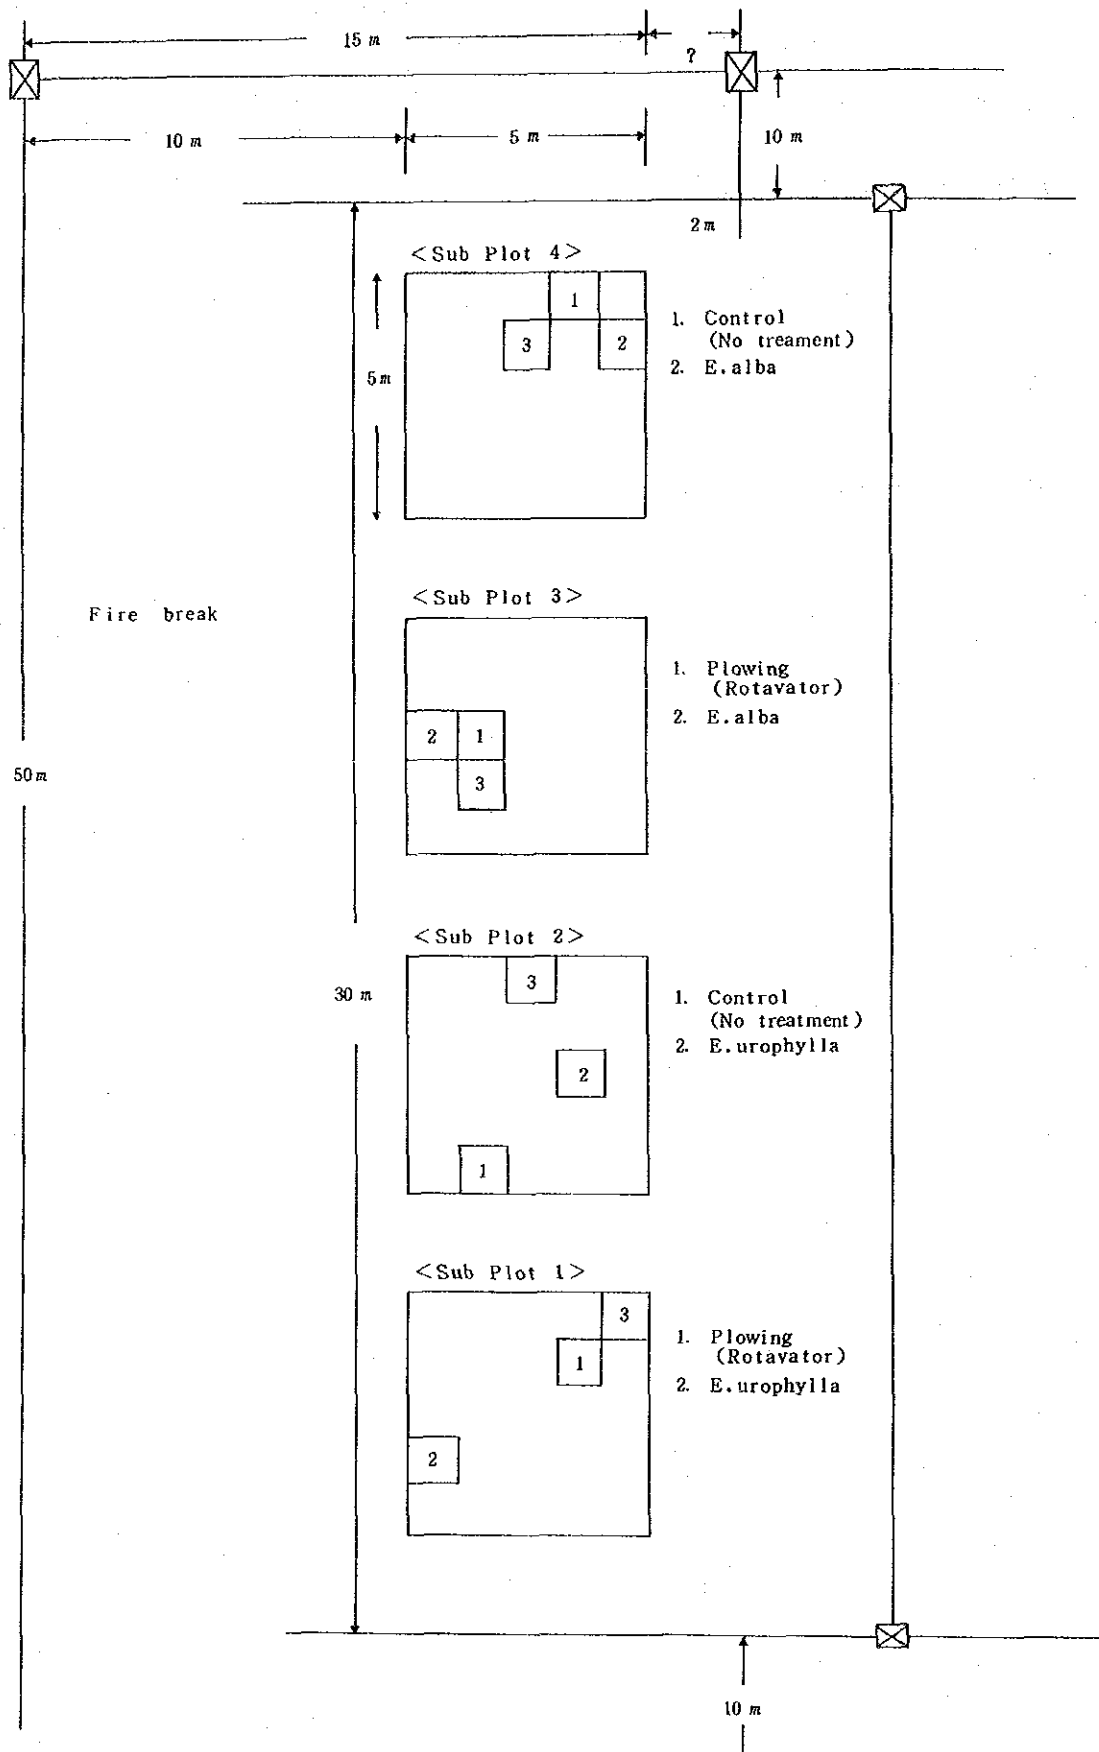 15 m
?
10 m
5 m
10 m
2 m
<Sub Plot 4>
1
3
2
1. Control
(No treament)
2. E.alba
5 m
<Sub Plot 3>
Fire break
1. Plowing
(Rotavator)
2. E.alba
2
1
3
50 m
<Sub Plot 2>
3
30 m
1. Control
(No treatment)
2. E.urophylla
2
1
<Sub Plot 1>
3
1
1. Plowing
(Rotavator)
2. E.urophylla
2
10 m